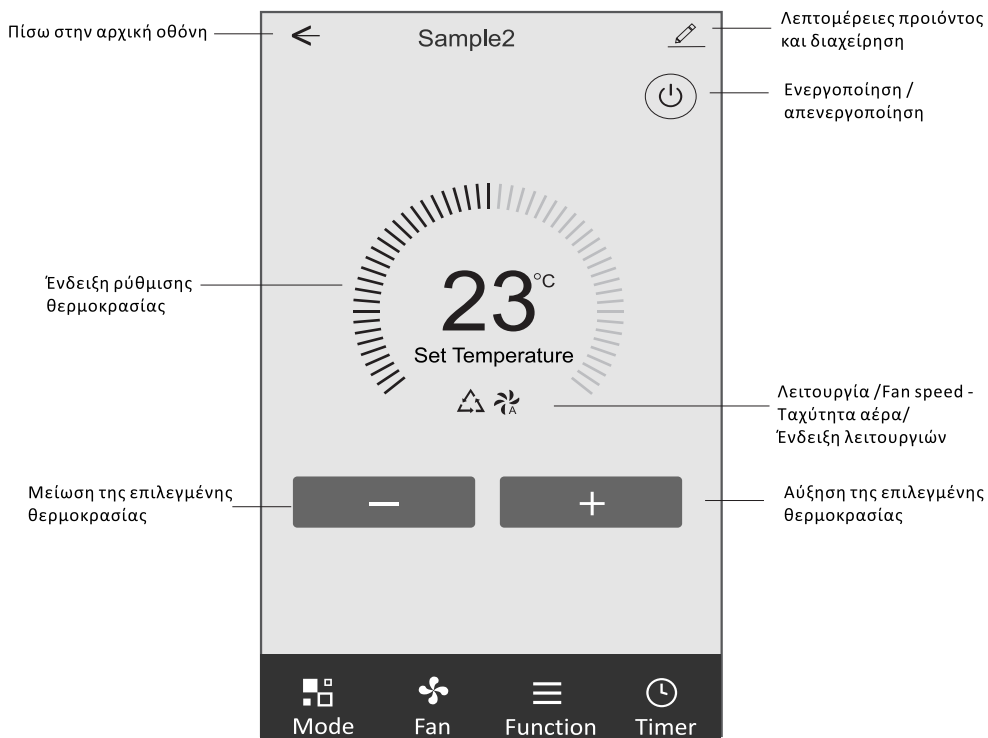 Πίσω στην αρχική οθόνη
Sample2
Λεπτομέρειες προιόντος
και διαχείρηση
Ενεργοποίηση /
απενεργοποίηση
Ένδειξη ρύθμισης
θερμοκρασίας
23°C
Set Temperature
A
Λειτουργία /Fan speed -
Ταχύτητα αέρα/
Ένδειξη λειτουργιών
Μείωση της επιλεγμένης
θερμοκρασίας
−
+
Αύξηση της επιλεγμένης
θερμοκρασίας
Mode
Fan
Function
Timer